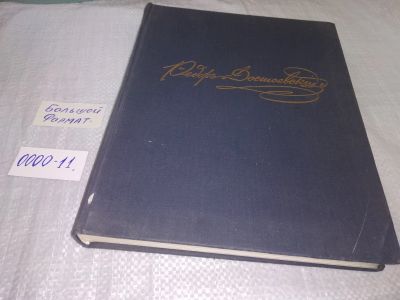 Федор Достоевский
большой
формат.
0000-11.